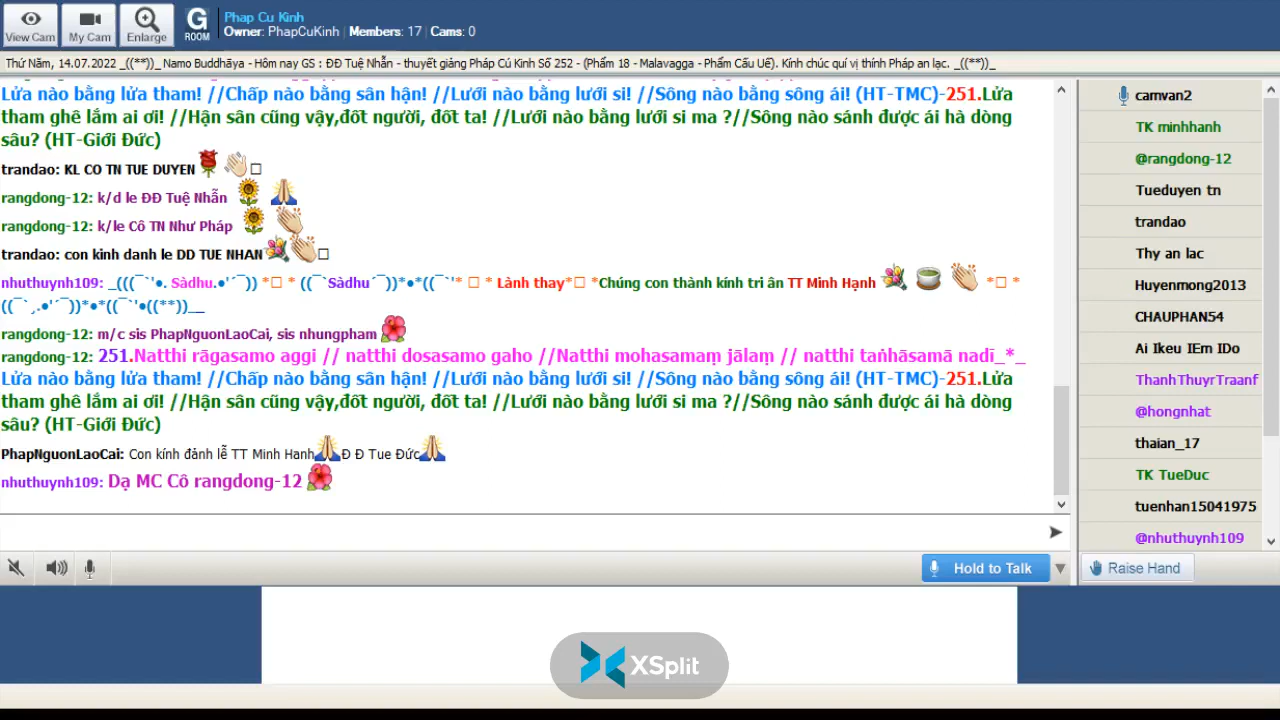 View Cam
My Cam
Enlarge
G
ROOM
Phap Cu Kinh
Owner: PhapCuKinh | Members: 17 | Cams: 0
Thứ Năm, 14.07.2022 _((**))_ Namo Buddhāya - Hôm nay GS : ĐĐ Tuệ Nhẫn - thuyết giảng Pháp Cú Kinh Số 252 - (Phẩm 18 - Malavagga - Phẩm Cấu Uế). Kính chúc quí vị thính Pháp an lạc. _((**))_
Lửa nào bằng lửa tham! //Chấp nào bằng sân hận! //Lưới nào bằng lưới si! //Sông nào bằng sông ái! (HT-TMC)-251.Lửa
tham ghê lắm ai ơi! //Hận sân cũng vậy,đốt người, đốt ta! //Lưới nào bằng lưới si ma ?//Sông nào sánh được ái hà dòng
sâu? (HT-Giới Đức)
trandao: KL CO TN TUE DUYEN
rangdong-12: k/d le ĐĐ Tuệ Nhẫn
rangdong-12: k/le Cô TN Như Pháp
trandao: con kinh danh le DD TUE NHAN
nhuthuynh109: _(((¯`'•. Sàdhu.•'´¯)) *□ * ((¯`Sàdhu´¯))*•*((¯`'* □ * Lành thay*□ *Chúng con thành kính tri ân TT Minh Hạnh *□ *
((¯`ˏ.•'´¯))*•*((¯`'•((**))__
rangdong-12: m/c sis PhapNguonLaoCai, sis nhungpham
rangdong-12: 251.Natthi rāgasamo aggi // natthi dosasamo gaho //Natthi mohasamaṃ jālaṃ // natthi taṅhāsamā nadī_*_
Lửa nào bằng lửa tham! //Chấp nào bằng sân hận! //Lưới nào bằng lưới si! //Sông nào bằng sông ái! (HT-TMC)-251.Lửa
tham ghê lắm ai ơi! //Hận sân cũng vậy,đốt người, đốt ta! //Lưới nào bằng lưới si ma ?//Sông nào sánh được ái hà dòng
sâu? (HT-Giới Đức)
PhapNguonLaoCai: Con kính đảnh lễ TT Minh Hanh Đ Đ Tue Đức
nhuthuynh109: Dạ MC Cô rangdong-12
Hold to Talk
camvan2
TK minhhanh
@rangdong-12
Tueduyen tn
trandao
Thy an lac
Huyenmong2013
CHAUPHAN54
Ai Ikeu IEm IDo
ThanhThuyrTraanf
@hongnhat
thaian_17
TK TueDuc
tuenhan15041975
@nhuthuynh109
Raise Hand
XSplit